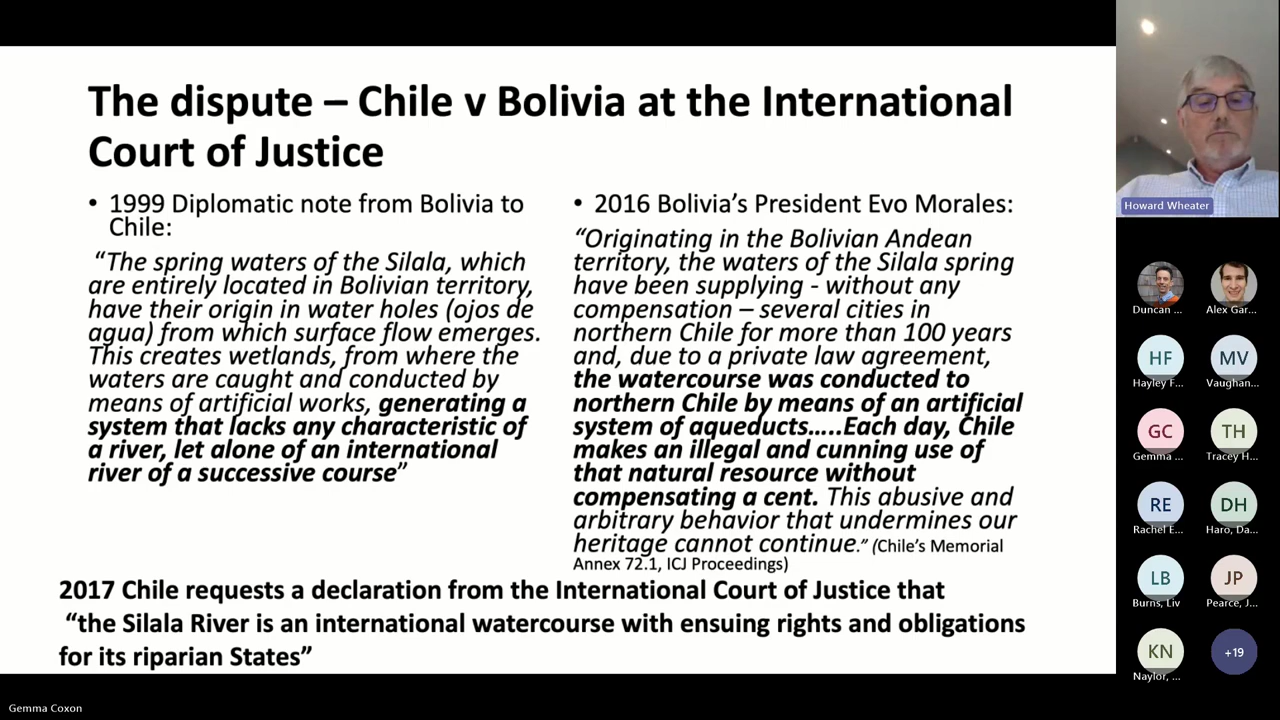 The dispute – Chile v Bolivia at the International
Court of Justice
• 1999 Diplomatic note from Bolivia to
Chile:
“The spring waters of the Silala, which
are entirely located in Bolivian territory,
have their origin in water holes (ojos de
agua) from which surface flow emerges.
This creates wetlands, from where the
waters are caught and conducted by
means of artificial works, generating a
system that lacks any characteristic of
a river, let alone of an international
river of a successive course”
• 2016 Bolivia’s President Evo Morales:
“Originating in the Bolivian Andean
territory, the waters of the Silala spring
have been supplying - without any
compensation – several cities in
northern Chile for more than 100 years
and, due to a private law agreement,
the watercourse was conducted to
northern Chile by means of an artificial
system of aqueducts…..Each day, Chile
makes an illegal and cunning use of
that natural resource without
compensating a cent. This abusive and
arbitrary behavior that undermines our
heritage cannot continue.” (Chile’s Memorial
Annex 72.1, ICJ Proceedings)
2017 Chile requests a declaration from the International Court of Justice that
“the Silala River is an international watercourse with ensuing rights and obligations
for its riparian States”
Howard Wheater
Duncan ...
Alex Gar...
HF
Hayley F...
MV
Vaughan...
GC
Gemma ...
TH
Tracey H...
RE
Rachel E...
DH
Haro, Da...
LB
Burns, Liv
JP
Pearce, J...
KN
Naylor, ...
+19
Gemma Coxon